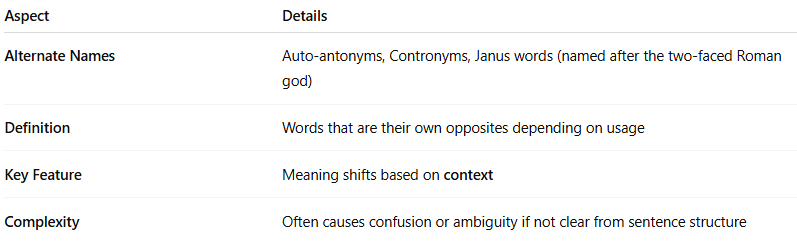 Aspect Details
Alternate Names Auto-antonyms, Contronyms, Janus words (named after the two-faced Roman
god)
Definition Words that are their own opposites depending on usage
Key Feature Meaning shifts based on context
Complexity Often causes confusion or ambiguity if not clear from sentence structure